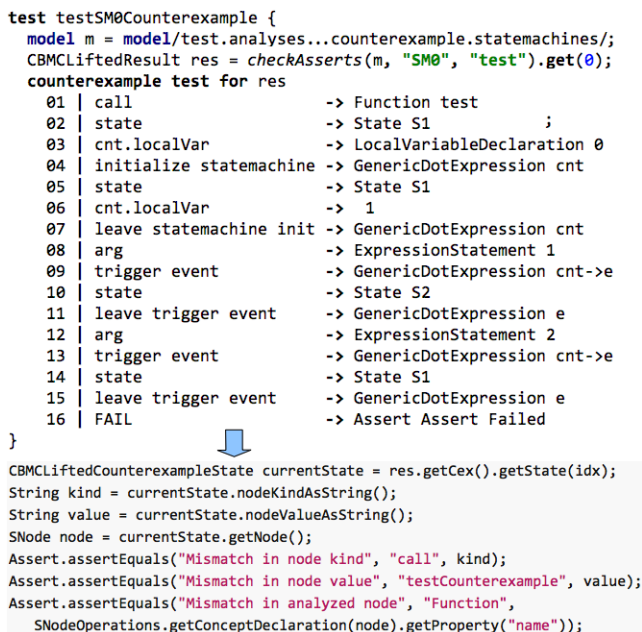 test testSM0Counterexample {
model m = model/test.analyses...counterexample.statemachines/;
CBMCLiftedResult res = checkAsserts(m, "SM0", "test").get(0);
counterexample test for res
01 | call -> Function test
02 | state -> State S1 ;
03 | cnt.localVar -> LocalVariableDeclaration 0
04 | initialize statemachine -> GenericDotExpression cnt
05 | state -> State S1
06 | cnt.localVar -> 1
07 | leave statemachine init -> GenericDotExpression cnt
08 | arg -> ExpressionStatement 1
09 | trigger event -> GenericDotExpression cnt->e
10 | state -> State S2
11 | leave trigger event -> GenericDotExpression e
12 | arg -> ExpressionStatement 2
13 | trigger event -> GenericDotExpression cnt->e
14 | state -> State S1
15 | leave trigger event -> GenericDotExpression e
16 | FAIL -> Assert Assert Failed
}
CBMCLiftedCounterexampleState currentState = res.getCex().getState(idx);
String kind = currentState.nodeKindAsString();
String value = currentState.nodeValueAsString();
SNode node = currentState.getNode();
Assert.assertEquals("Mismatch in node kind", "call", kind);
Assert.assertEquals("Mismatch in node value", "testCounterexample", value);
Assert.assertEquals("Mismatch in analyzed node", "Function",
SNodeOperations.getConceptDeclaration(node).getProperty("name"));